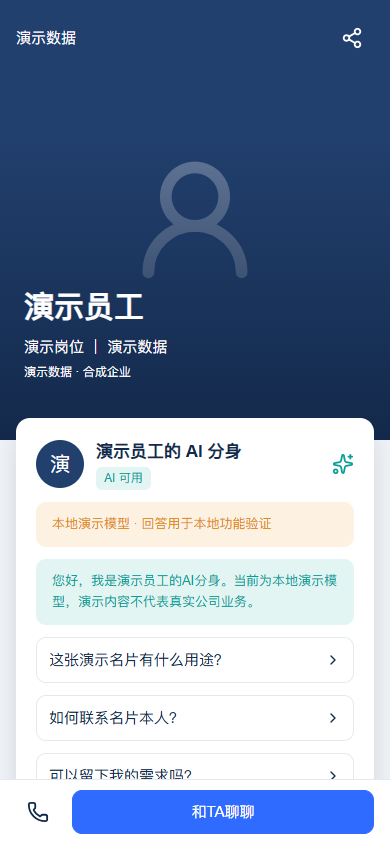 演示数据
演示员工
演示岗位 | 演示数据
演示数据 · 合成企业
演
演示员工的 AI 分身
AI 可用
本地演示模型 · 回答用于本地功能验证
您好，我是演示员工的AI分身。当前为本地演示模
型，演示内容不代表真实公司业务。
这张演示名片有什么用途?
如何联系名片本人?
可以留下我的需求吗?
和TA聊聊